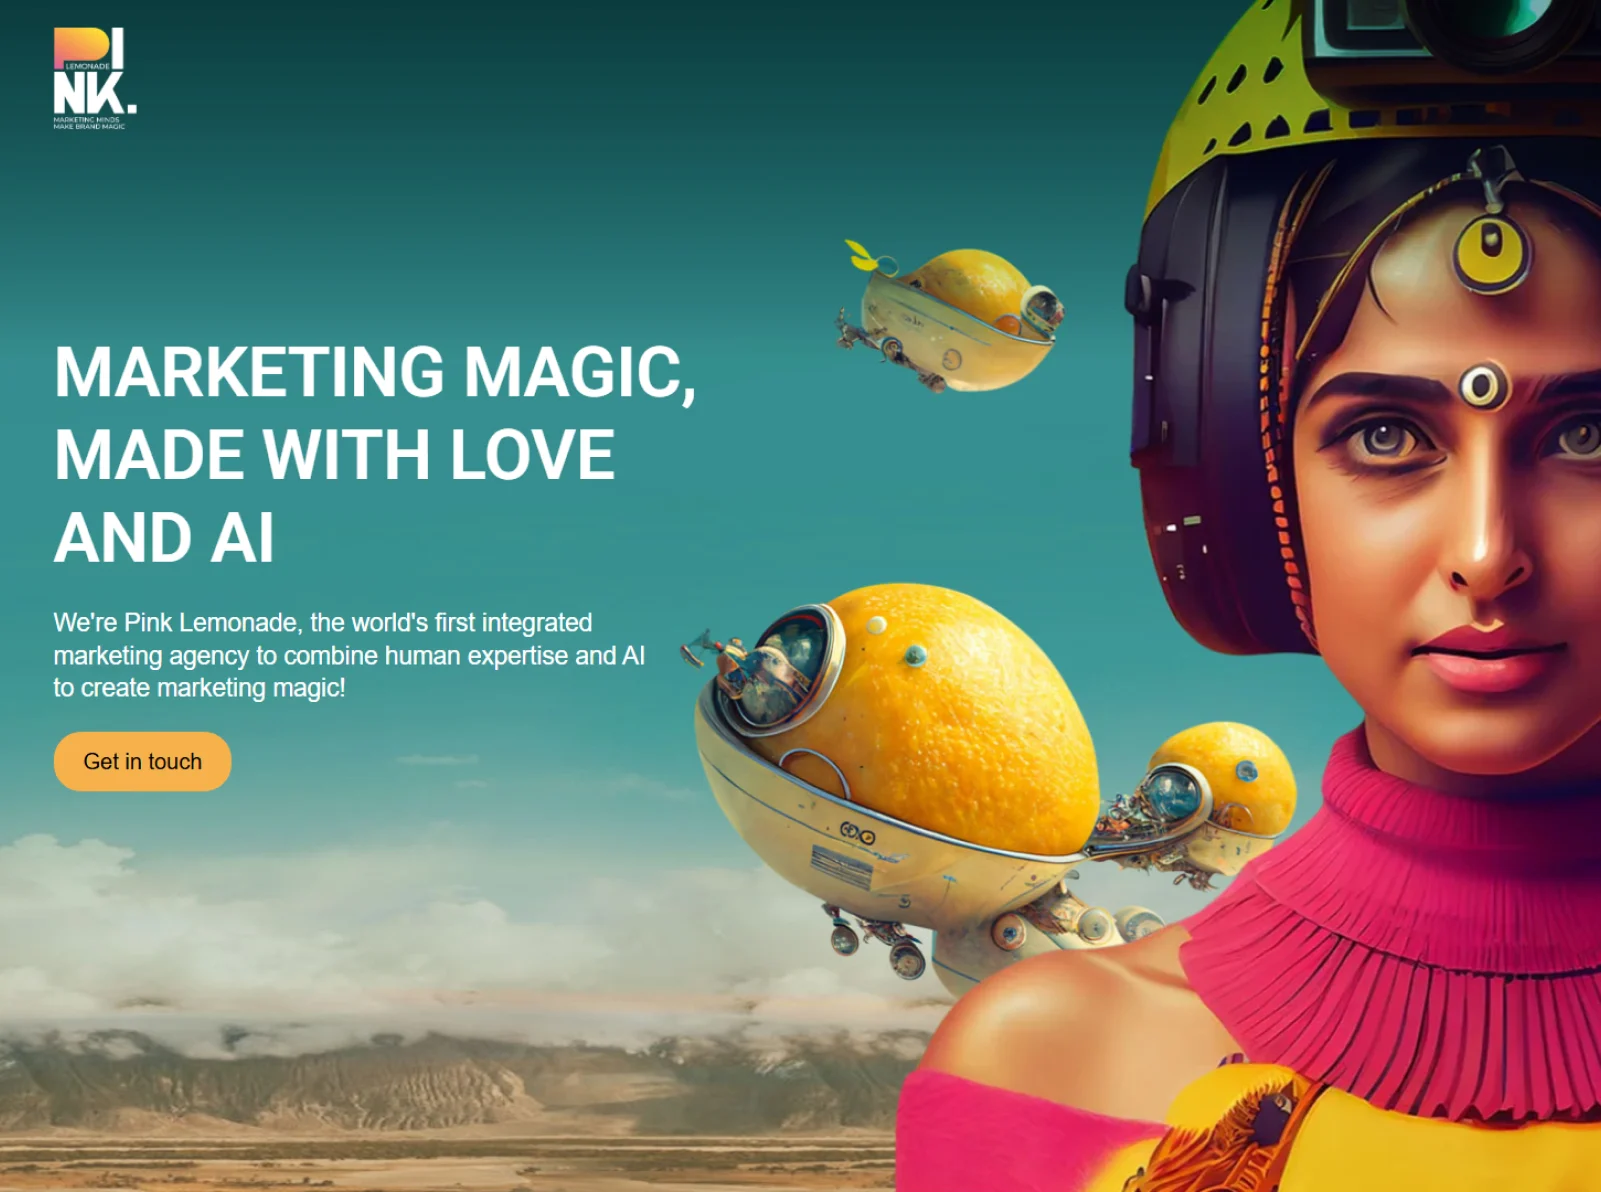 PI
LEMONADE
NK.
MARKETING MINDS
MAKE BRAND MAGIC
MARKETING MAGIC,
MADE WITH LOVE
AND AI
We're Pink Lemonade, the world's first integrated
marketing agency to combine human expertise and AI
to create marketing magic!
Get in touch